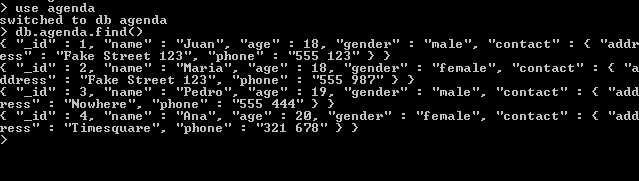 > use agenda
switched to db agenda
> db.agenda.find()
{ "_id" : 1, "name" : "Juan", "age" : 18, "gender" : "male", "contact" : { "addr
ess" : "Fake Street 123", "phone" : "555 123" } }
{ "_id" : 2, "name" : "Maria", "age" : 18, "gender" : "female", "contact" : { "a
ddress" : "Fake Street 123", "phone" : "555 987" } }
{ "_id" : 3, "name" : "Pedro", "age" : 19, "gender" : "male", "contact" : { "add
ress" : "Nowhere", "phone" : "555 444" } }
{ "_id" : 4, "name" : "Ana", "age" : 20, "gender" : "female", "contact" : { "add
ress" : "Timesquare", "phone" : "321 678" } }
>